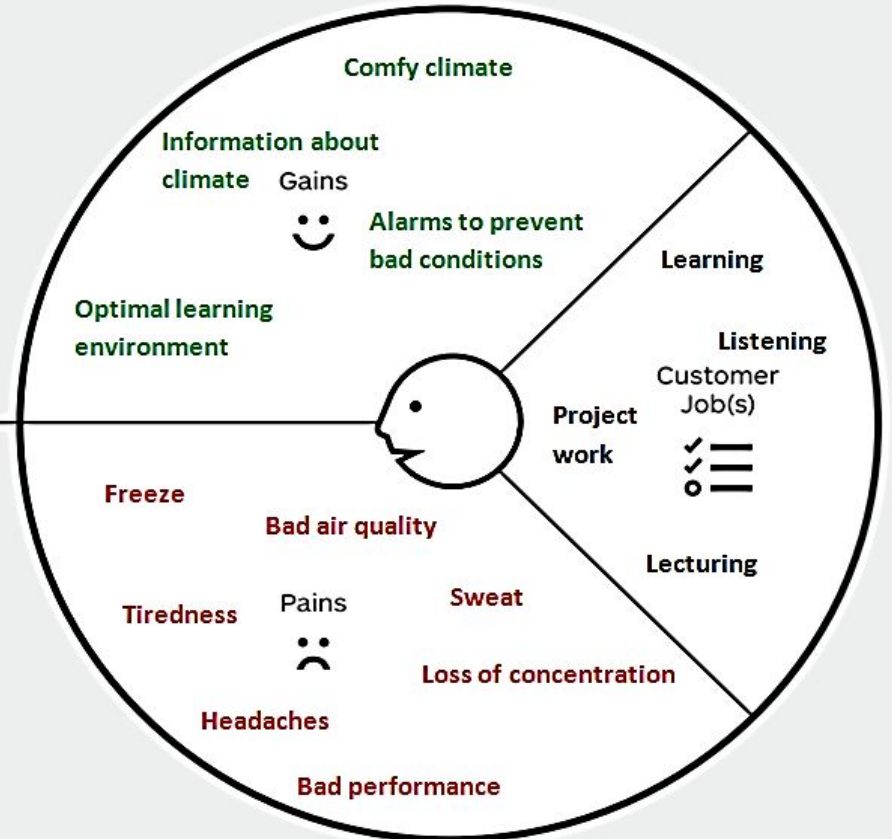 Comfy climate
Information about
climate
Gains
Alarms to prevent
bad conditions
Optimal learning
environment
Learning
Listening
Customer
Job(s)
Project
work
Lecturing
Freeze
Bad air quality
Tiredness
Pains
Sweat
Loss of concentration
Headaches
Bad performance